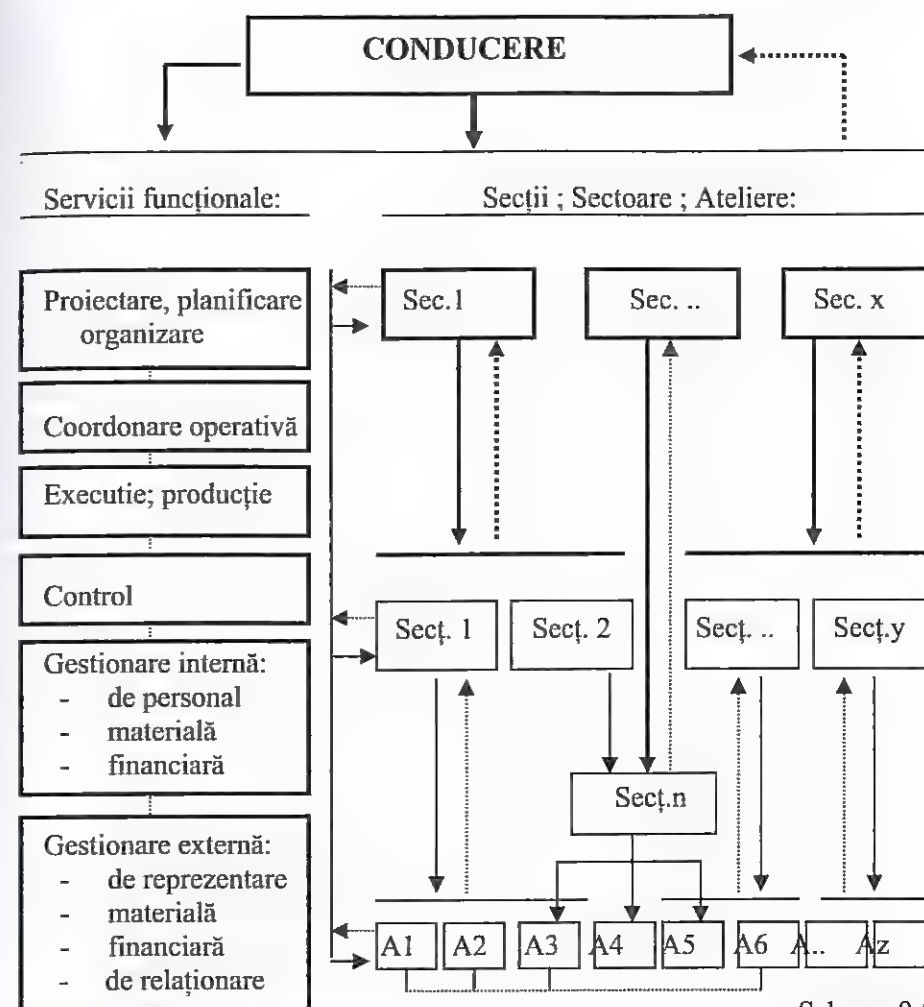 CONDUCERE
Servicii funcționale:
Secții ; Sectoare ; Ateliere:
Proiectare, planificare
organizare
Coordonare operativă
Executie; producție
Control
Gestionare internă:
- de personal
- materială
- financiară
Gestionare externă:
- de reprezentare
- materială
- financiară
- de relaționare
Sec.1
Sec. ..
Sec. x
Secț. 1
Secț. 2
Secț. ..
Secț.y
Secț.n
A1
A2
A3
A4
A5
A6
A..
Az